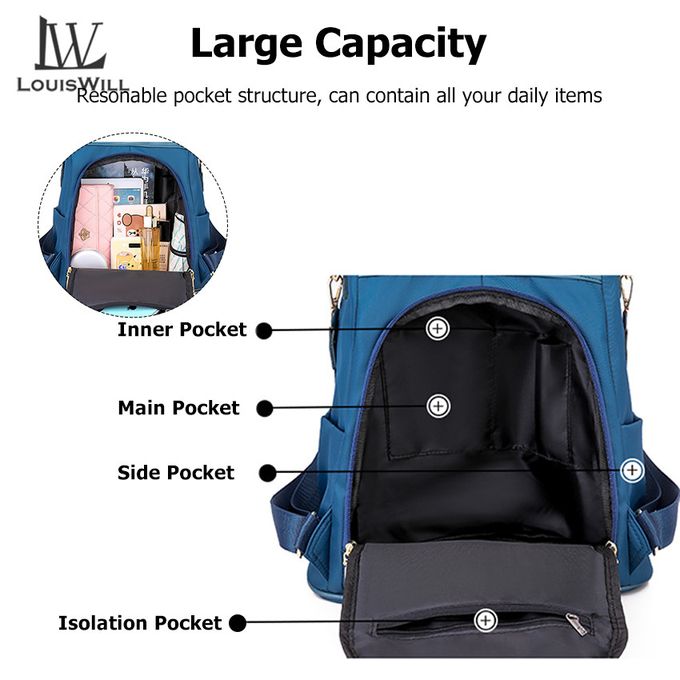 LW
LOUISWILL
Large Capacity
Resonable pocket structure, can contain all your daily items
Inner Pocket
Main Pocket
Side Pocket
Isolation Pocket